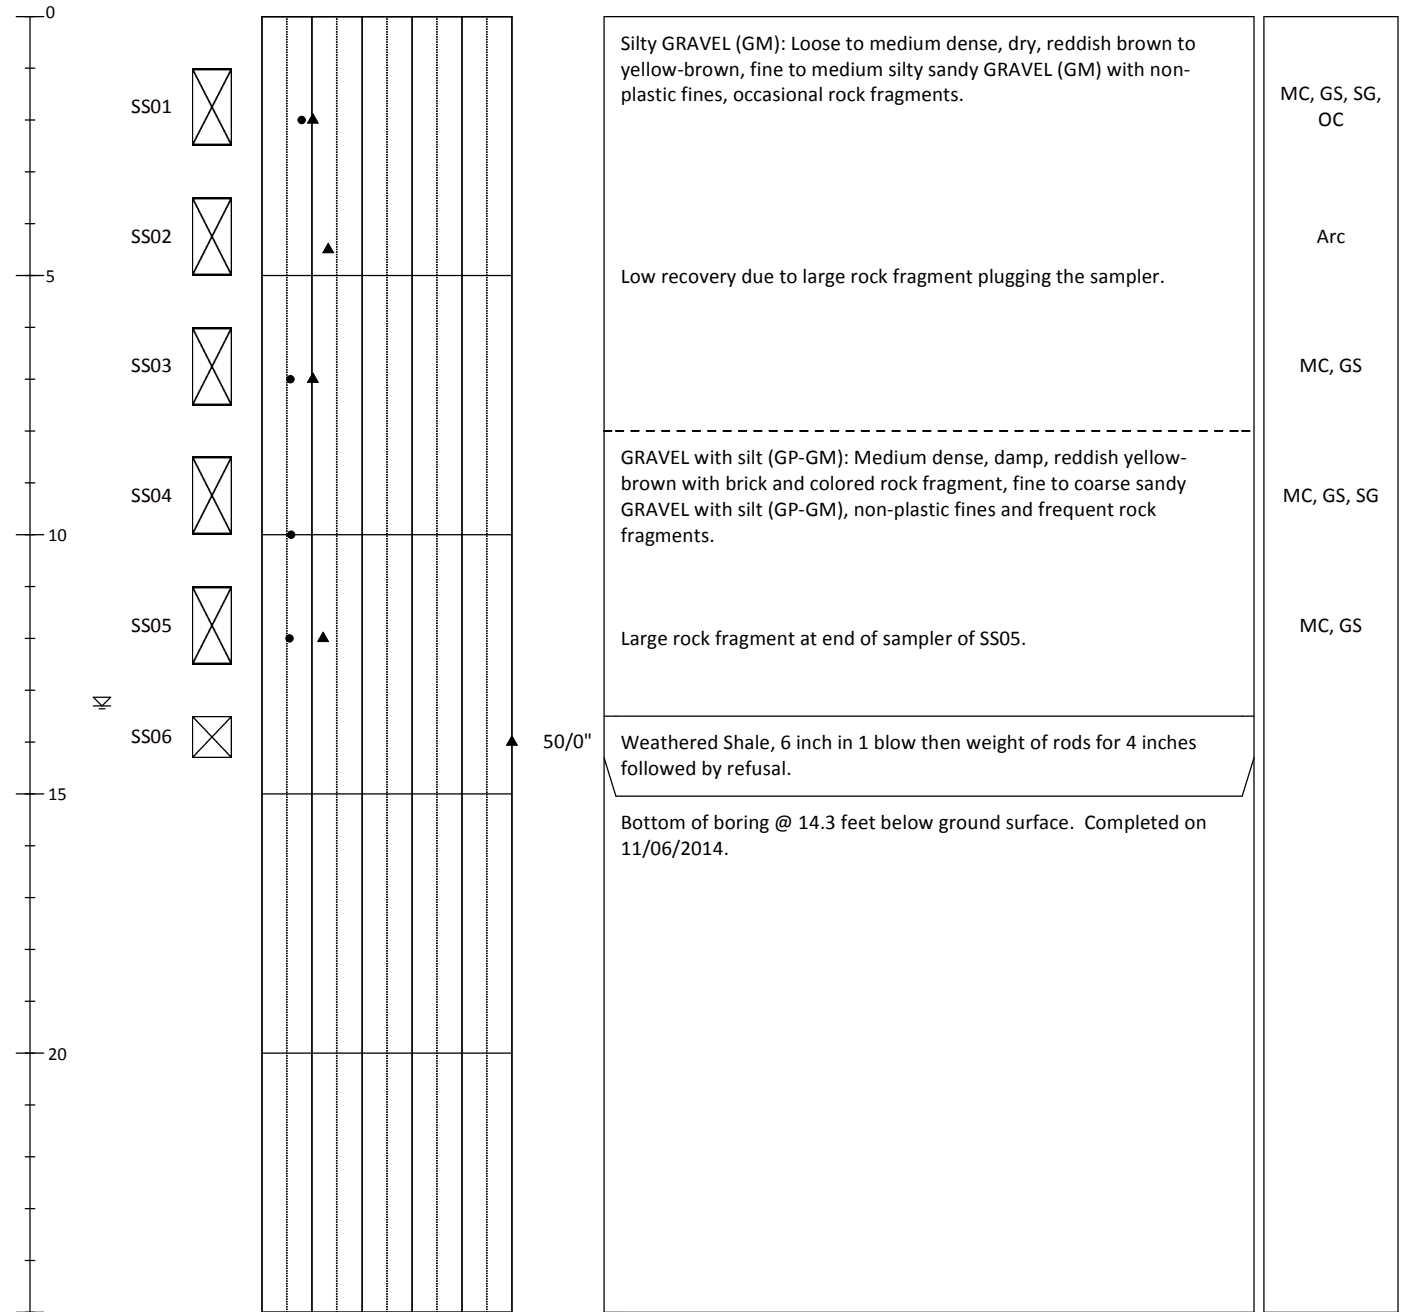 0
Silty GRAVEL (GM): Loose to medium dense, dry, reddish brown to
yellow-brown, fine to medium silty sandy GRAVEL (GM) with non-
plastic fines, occasional rock fragments.
SS01
MC, GS, SG,
OC
SS02
Arc
5
Low recovery due to large rock fragment plugging the sampler.
SS03
MC, GS
GRAVEL with silt (GP-GM): Medium dense, damp, reddish yellow-
brown with brick and colored rock fragment, fine to coarse sandy
GRAVEL with silt (GP-GM), non-plastic fines and frequent rock
fragments.
SS04
MC, GS, SG
10
SS05
MC, GS
Large rock fragment at end of sampler of SS05.
SS06
50/0"
Weathered Shale, 6 inch in 1 blow then weight of rods for 4 inches
followed by refusal.
15
Bottom of boring @ 14.3 feet below ground surface.  Completed on
11/06/2014.
20